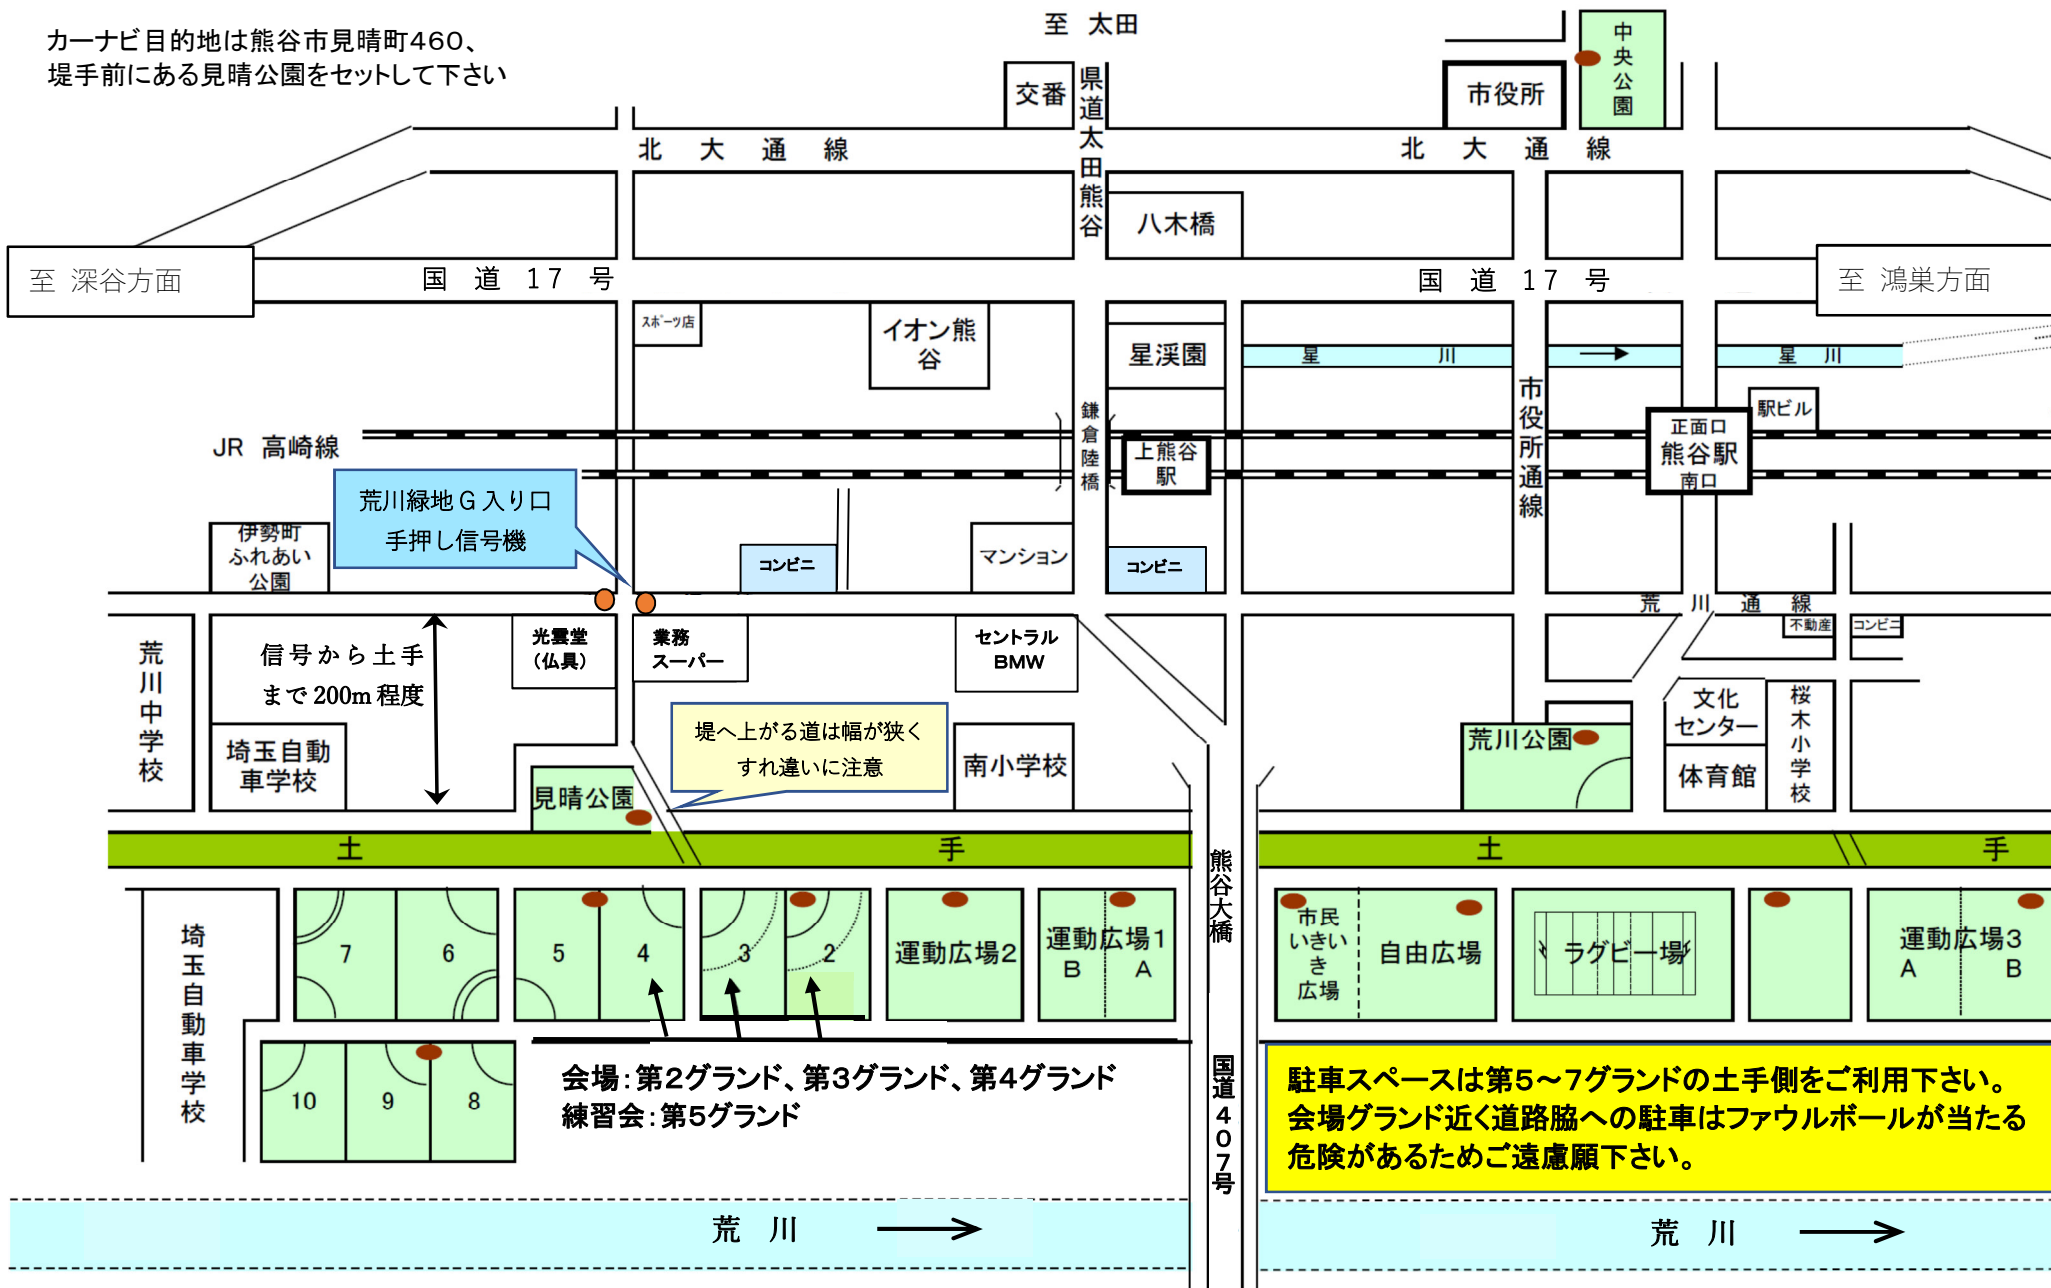 カーナビ目的地は熊谷市見晴町460、
堤手前にある見晴公園をセットして下さい
至 太田
中央公園
交番
県道太田熊谷
市役所
北大通線
北大通線
八木橋
至 深谷方面
国道17号
国道17号
至 鴻巣方面
スポーツ店
イオン熊
谷
星渓園
星川
星川
市役所通線
駅ビル
鎌倉陸橋
正面口
熊谷駅
南口
JR 高崎線
上熊谷
駅
荒川緑地G入り口
手押し信号機
伊勢町
ふれあい
公園
コンビニ
マンション
コンビニ
荒川通線
不動産
コンビニ
荒川中学校
信号から土手
まで200m程度
光雲堂
(仏具)
業務
スーパー
セントラル
BMW
文化
センター
桜木小学校
堤へ上がる道は幅が狭く
すれ違いに注意
埼玉自動
車学校
南小学校
荒川公園
体育館
見晴公園
土手
土手
熊谷大橋
埼玉自動車学校
7
6
5
4
3
2
運動広場2
運動広場1
B A
市民
いきい
き
広場
自由広場
ラグビー場
運動広場3
A B
10
9
8
会場:第2グランド、第3グランド、第4グランド
練習会:第5グランド
国道407号
駐車スペースは第5～7グランドの土手側をご利用下さい。
会場グランド近く道路脇への駐車はファウルボールが当たる
危険があるためご遠慮願下さい。
荒川
荒川